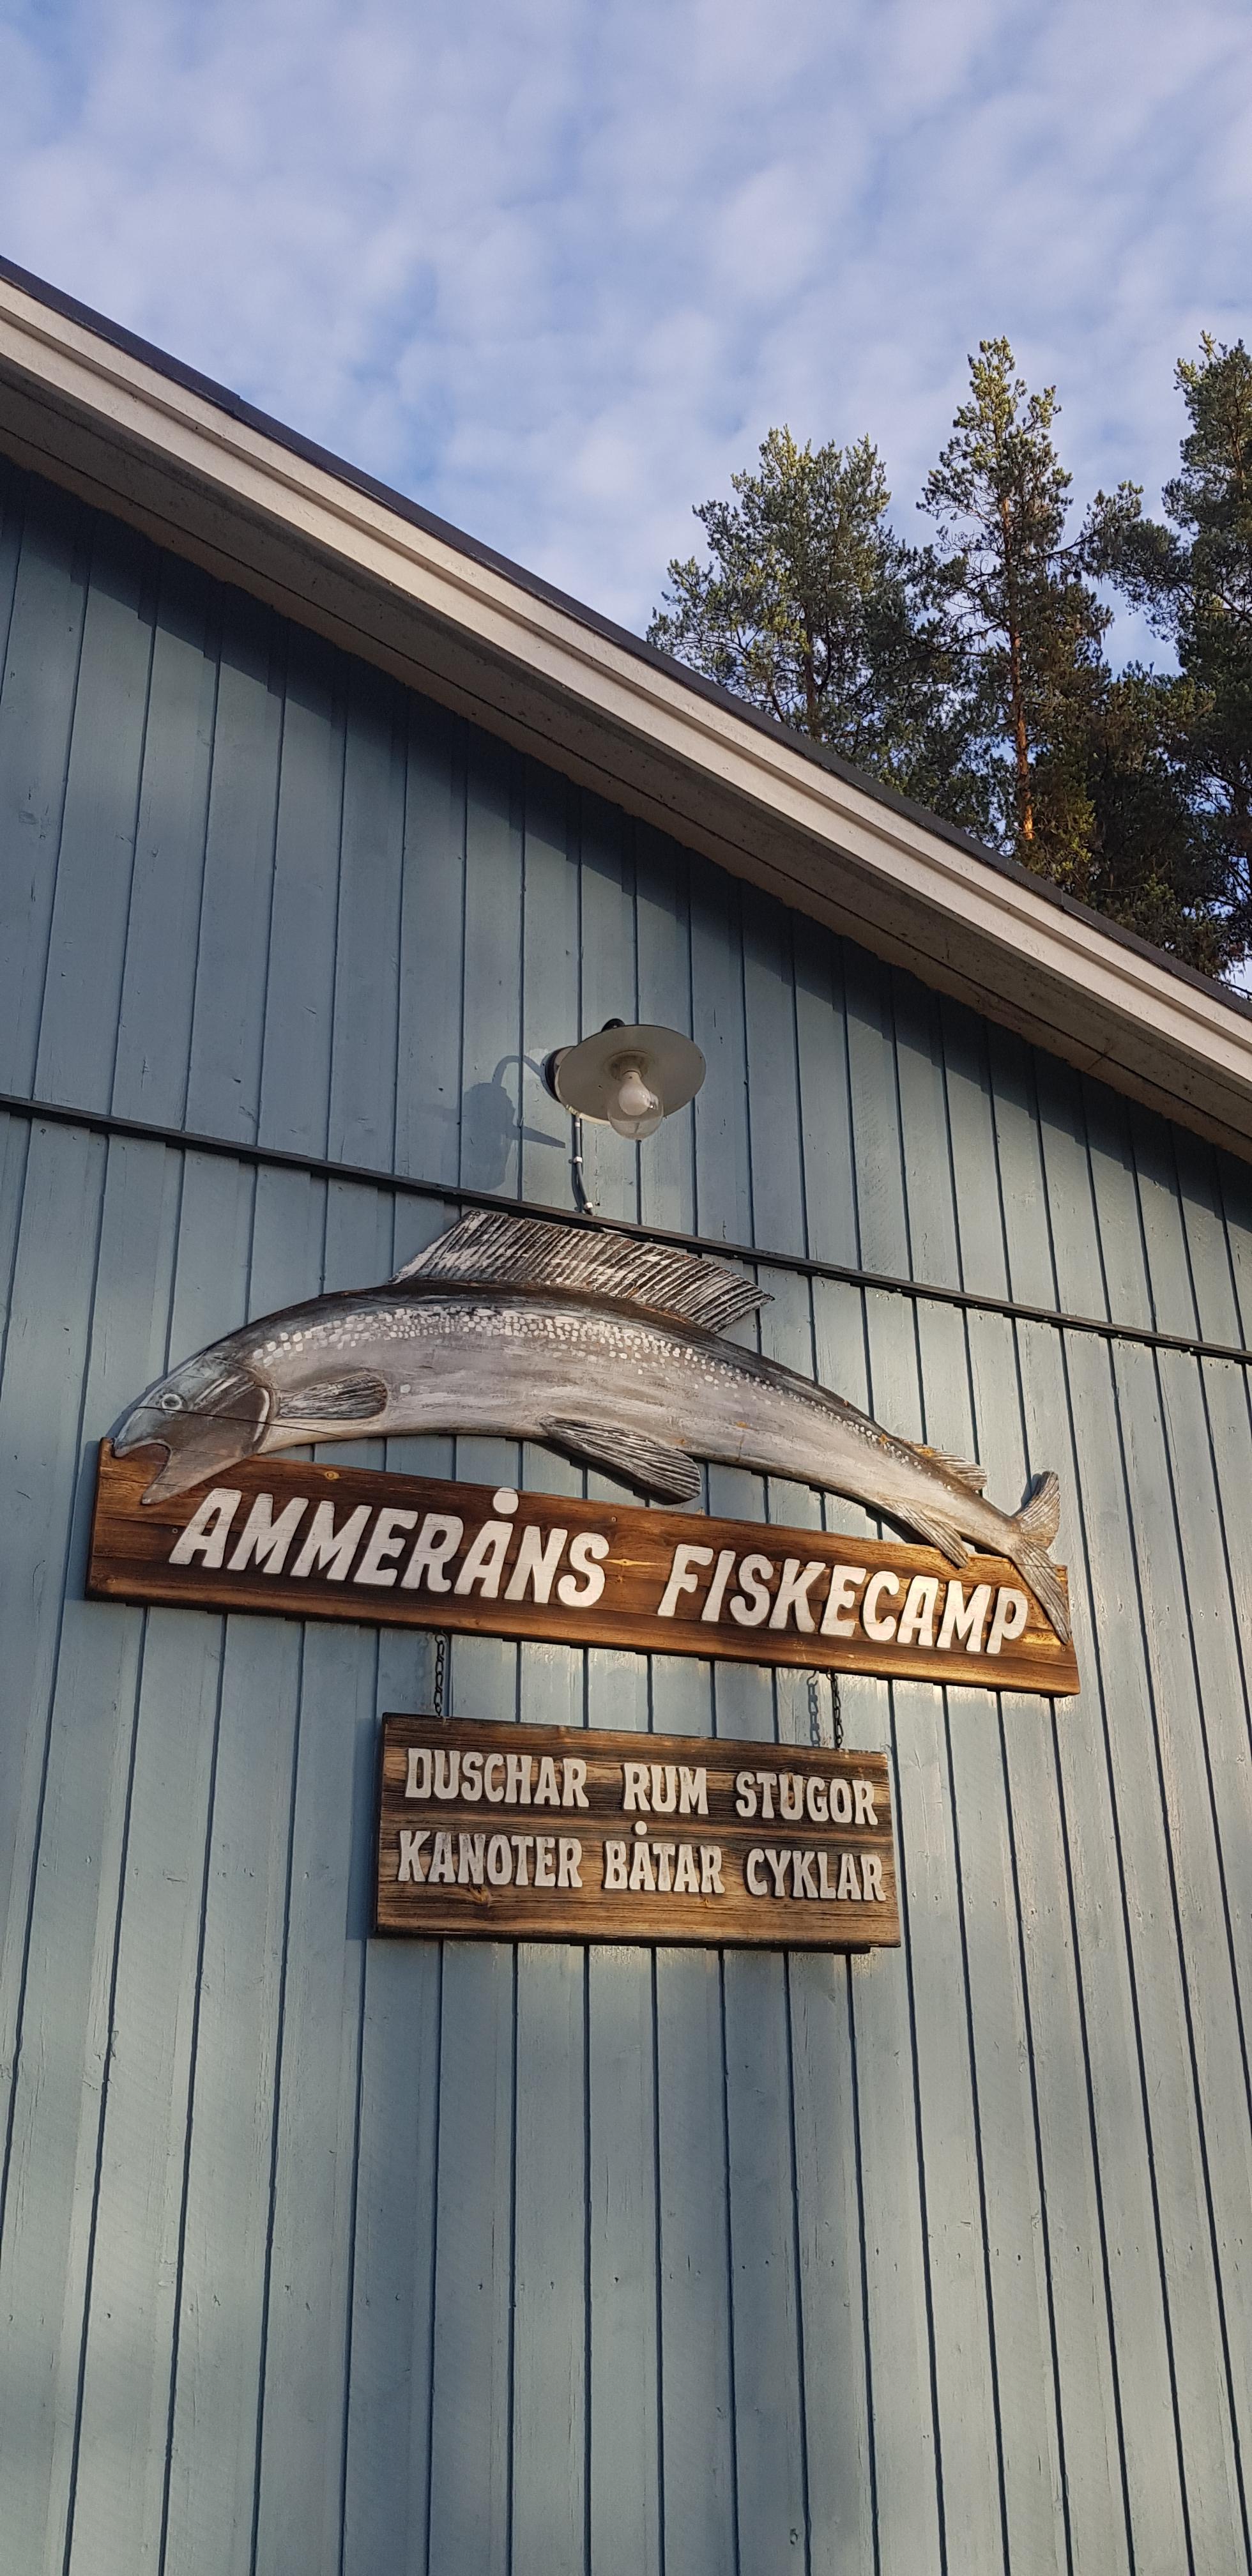 AMMERÅNS FISKECAMP
DUSCHAR RUM STUGOR
KANOTER BÅTAR CYKLAR